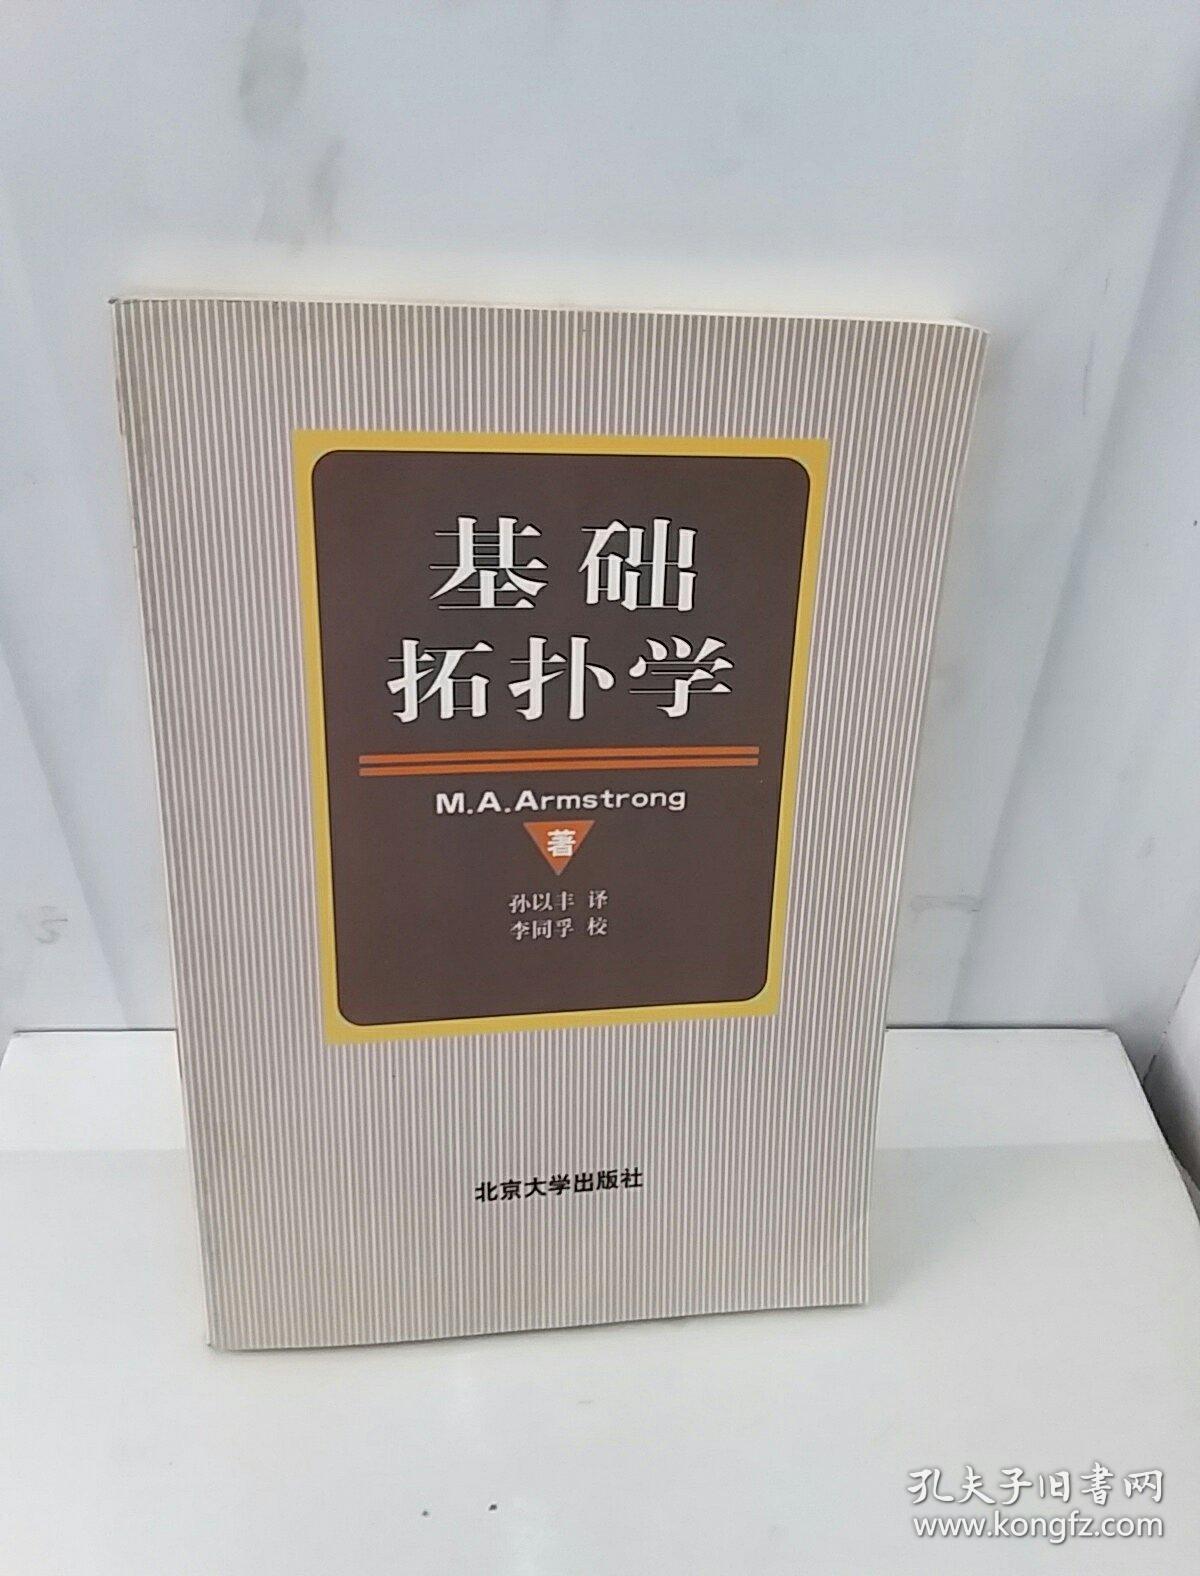 基础
拓扑学
M.A.Armstrong
著
孙以丰 译
李同孚 校
北京大学出版社
孔夫子旧书网
www.kongfz.com